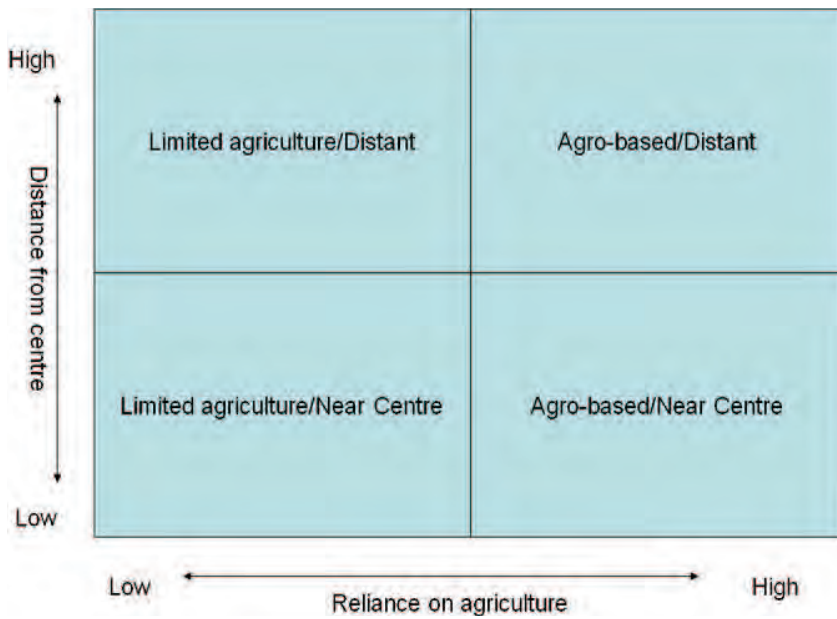 High
Limited agriculture/Distant
Agro-based/Distant
Distance from centre
Limited agriculture/Near Centre
Agro-based/Near Centre
Low
Low
High
Reliance on agriculture